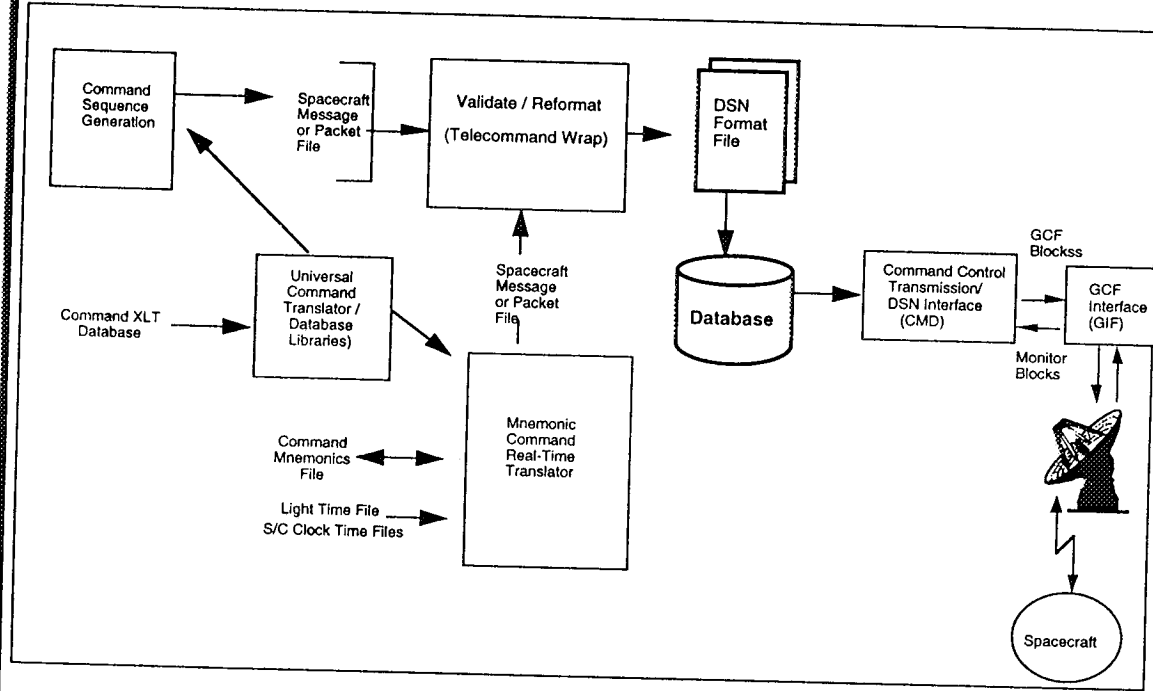 Command
Sequence
Generation
Spacecraft
Message
or Packet
File
Validate / Reformat
(Telecommand Wrap)
DSN
Format
File
Universal
Command
Translator /
Database
Libraries)
Command XLT
Database
Spacecraft
Message
or Packet
File
Database
Command Control
Transmission/
DSN Interface
(CMD)
GCF
Blockss
GCF
Interface
(GIF)
Monitor
Blocks
Mnemonic
Command
Real-Time
Translator
Command
Mnemonics
File
Light Time File
S/C Clock Time Files
Spacecraft